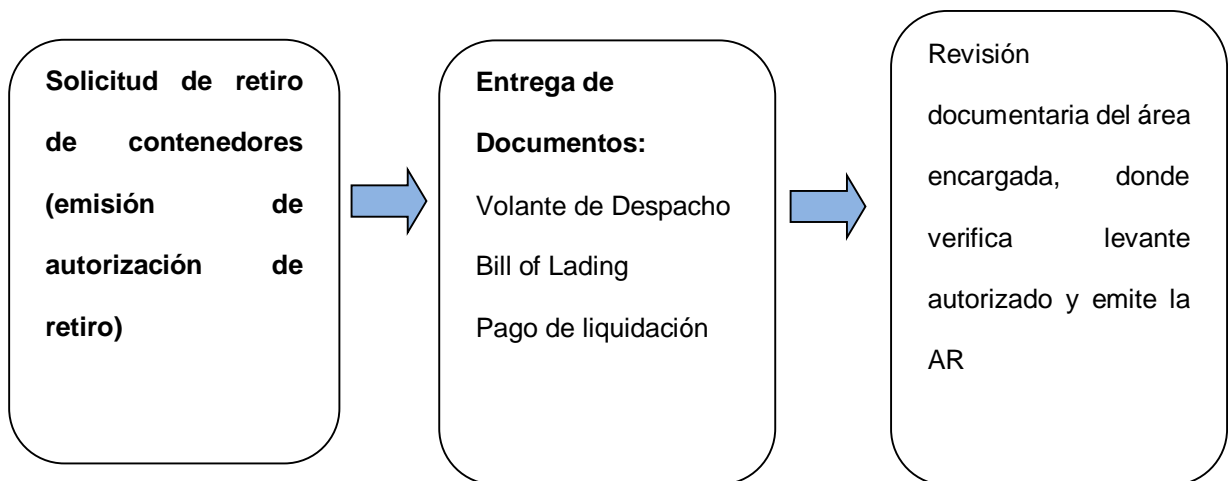 Solicitud de retiro
de contenedores
(emisión de
autorización de
retiro)
Entrega de
Documentos:
Volante de Despacho
Bill of Lading
Pago de liquidación
Revisión
documentaria del área
encargada, donde
verifica levante
autorizado y emite la
AR